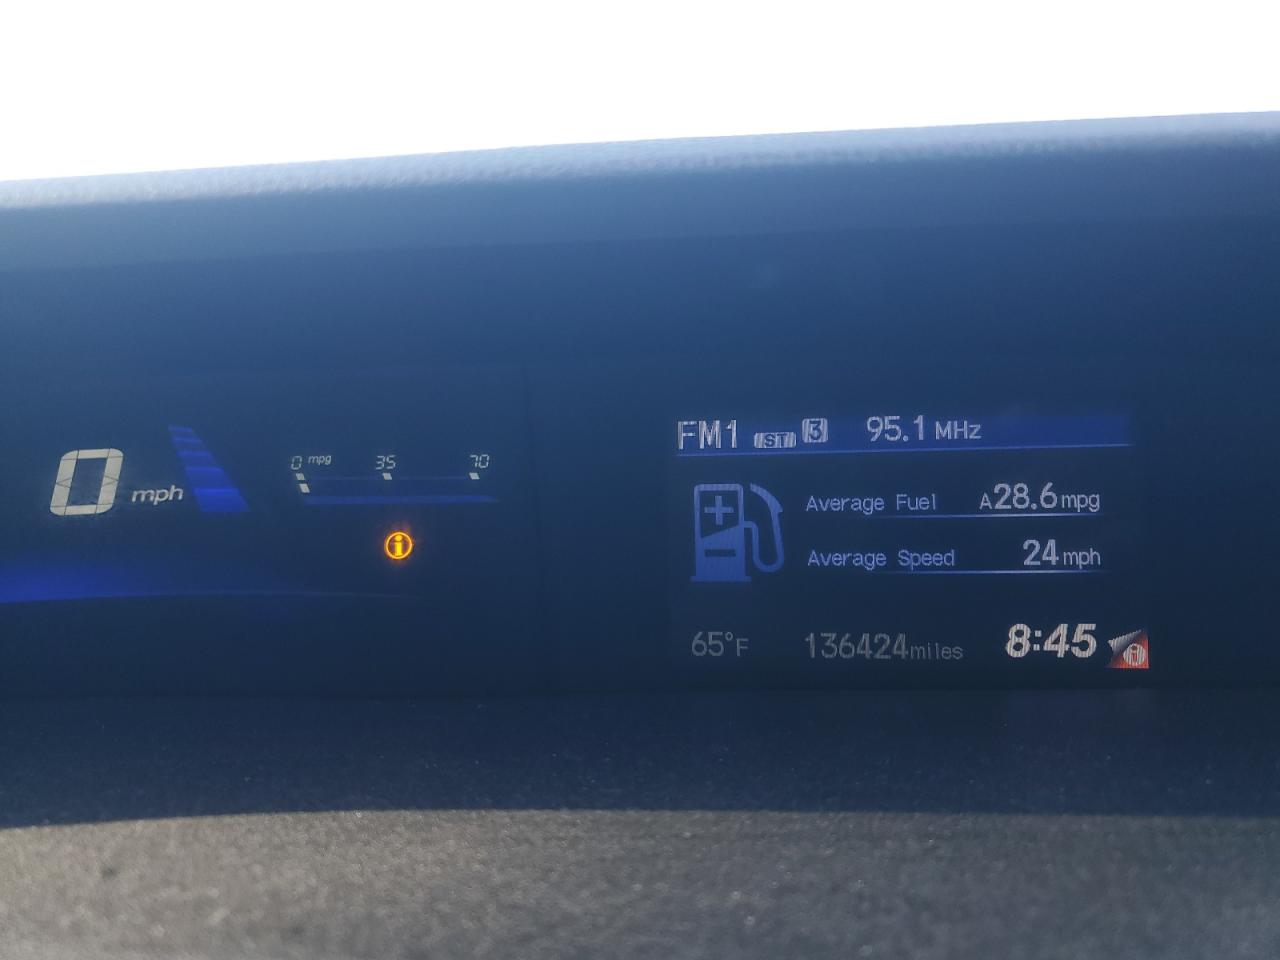 0 mph
0 mpg 35 70
i
FM1 ST 3 95.1 MHz
Average Fuel A28.6 mpg
Average Speed 24 mph
65°F 136424 miles 8:45 i